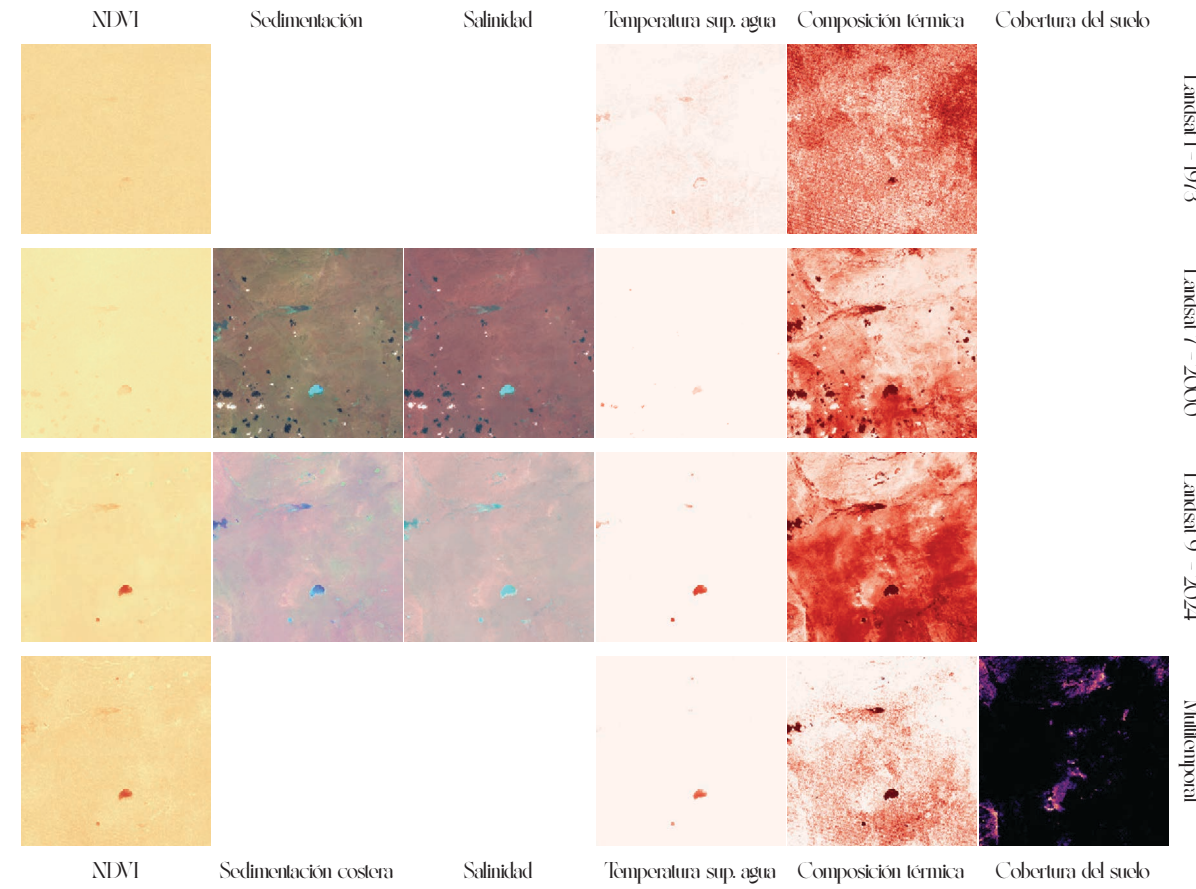 NDVI Sedimentación Salinidad Temperatura sup. agua Composición térmica Cobertura del suelo
Landsat 1 - 1973
Landsat 7 - 2000
Landsat 9 - 2024
Multitemporal
NDVI Sedimentación costera Salinidad Temperatura sup. agua Composición térmica Cobertura del suelo